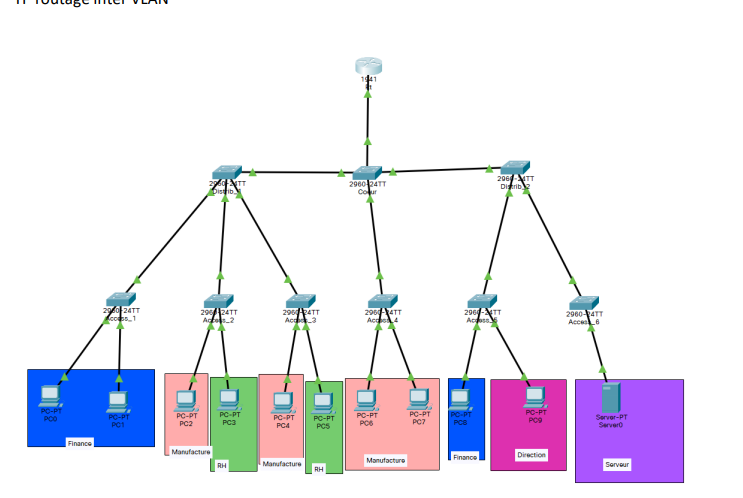 TP routage inter VLAN
1941
R1
2960-24TT
Distrib_1
2960-24TT
Coeur
2960-24TT
Distrib_2
2960-24TT
Access_1
2960-24TT
Access_2
2960-24TT
Access_3
2960-24TT
Access_4
2960-24TT
Access_5
2960-24TT
Access_6
PC-PT
PC0
PC-PT
PC1
Finance
PC-PT
PC2
Manufacture
PC-PT
PC3
RH
PC-PT
PC4
Manufacture
PC-PT
PC5
RH
PC-PT
PC6
PC-PT
PC7
Manufacture
PC-PT
PC8
Finance
PC-PT
PC9
Direction
Server-PT
Server0
Serveur